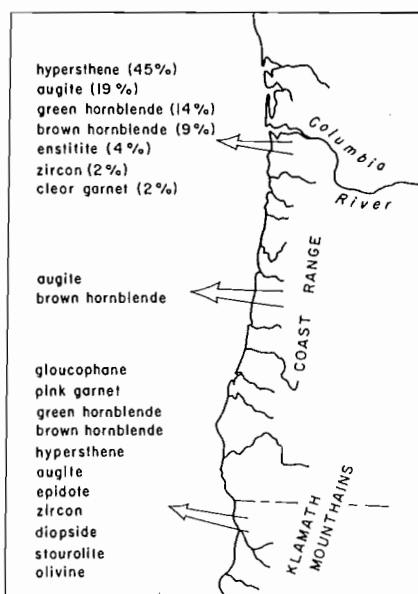 hypersthene (45%)
augite (19%)
green hornblende (14%)
brown hornblende (9%)
enstitite (4%)
zircon (2%)
cleor garnet (2%)
Columbia
River
augite
brown hornblende
COAST RANGE
gloucophane
pink garnet
green hornblende
brown hornblende
hypersthene
augite
epidote
zircon
diopside
stourolite
olivine
KLAMATH
MOUNTHAINS